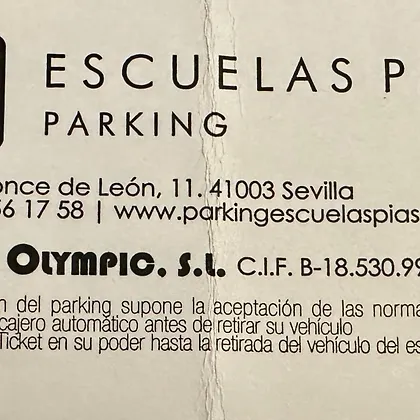 ESCUELAS P
PARKING
once de León, 11. 41003 Sevilla
56 17 58 | www.parkingescuelaspias
OLYMPIC, S.L. C.I.F. B-18.530.99
n del parking supone la aceptación de las norma
cajero automático antes de retirar su vehículo
Ticket en su poder hasta la retirada del vehículo del es